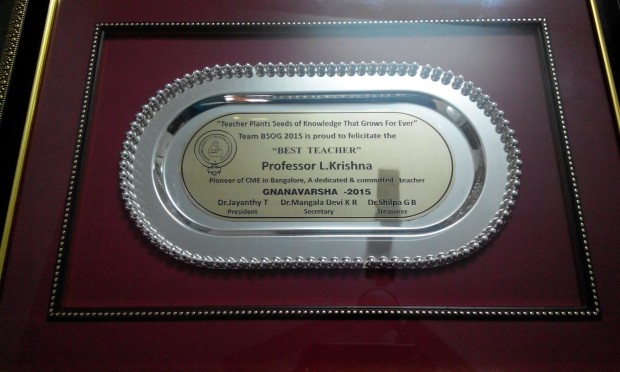 "Teacher Plants Seeds of Knowledge That Grows For Ever"
Team BSOG 2015 is proud to felicitate the
"BEST TEACHER"
Professor L.Krishna
Pioneer of CME in Bangalore, A dedicated & committed teacher
GNANAVARSHA -2015
Dr.Jayanthy T Dr.Mangala Devi K R Dr.Shilpa G B
President Secretary Treasurer